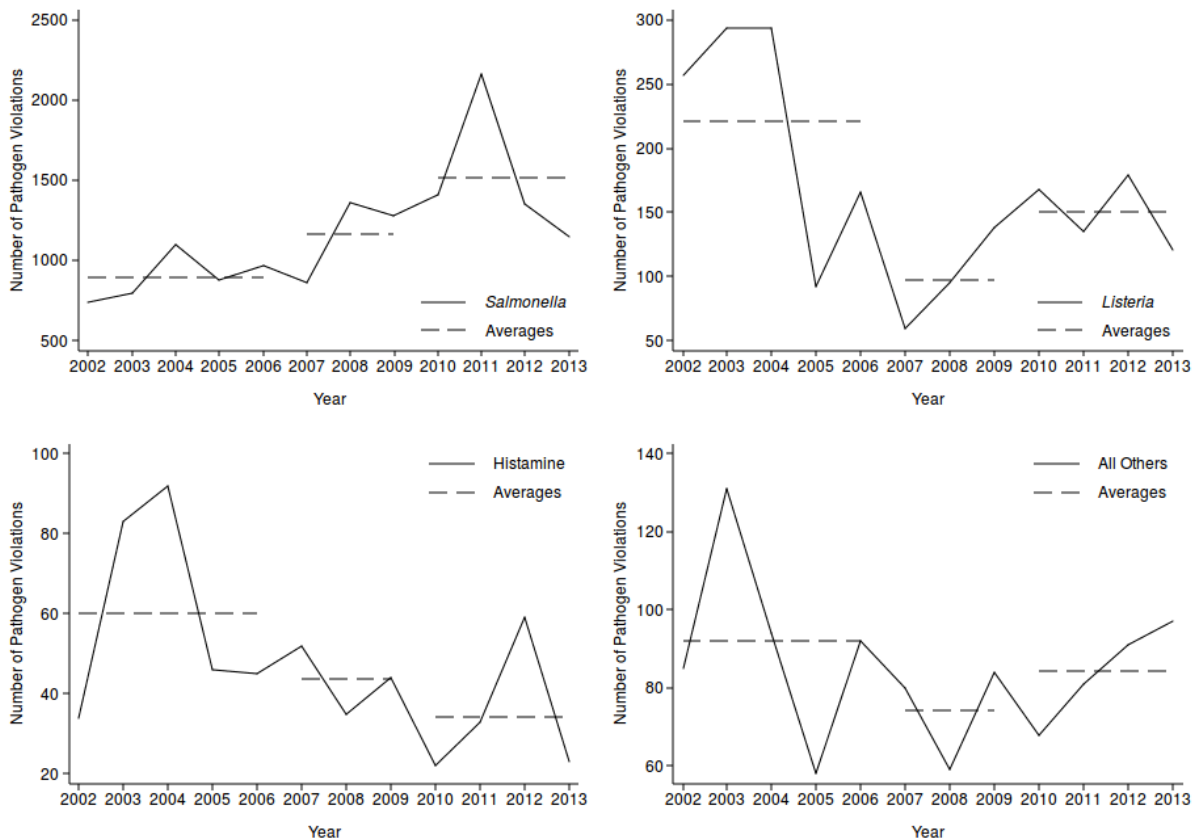 Number of Pathogen Violations
2500
2000
1500
1000
500
Salmonella
Averages
2002 2003 2004 2005 2006 2007 2008 2009 2010 2011 2012 2013
Year
Number of Pathogen Violations
300
250
200
150
100
50
Listeria
Averages
2002 2003 2004 2005 2006 2007 2008 2009 2010 2011 2012 2013
Year
Number of Pathogen Violations
100
80
60
40
20
Histamine
Averages
2002 2003 2004 2005 2006 2007 2008 2009 2010 2011 2012 2013
Year
Number of Pathogen Violations
140
120
100
80
60
All Others
Averages
2002 2003 2004 2005 2006 2007 2008 2009 2010 2011 2012 2013
Year